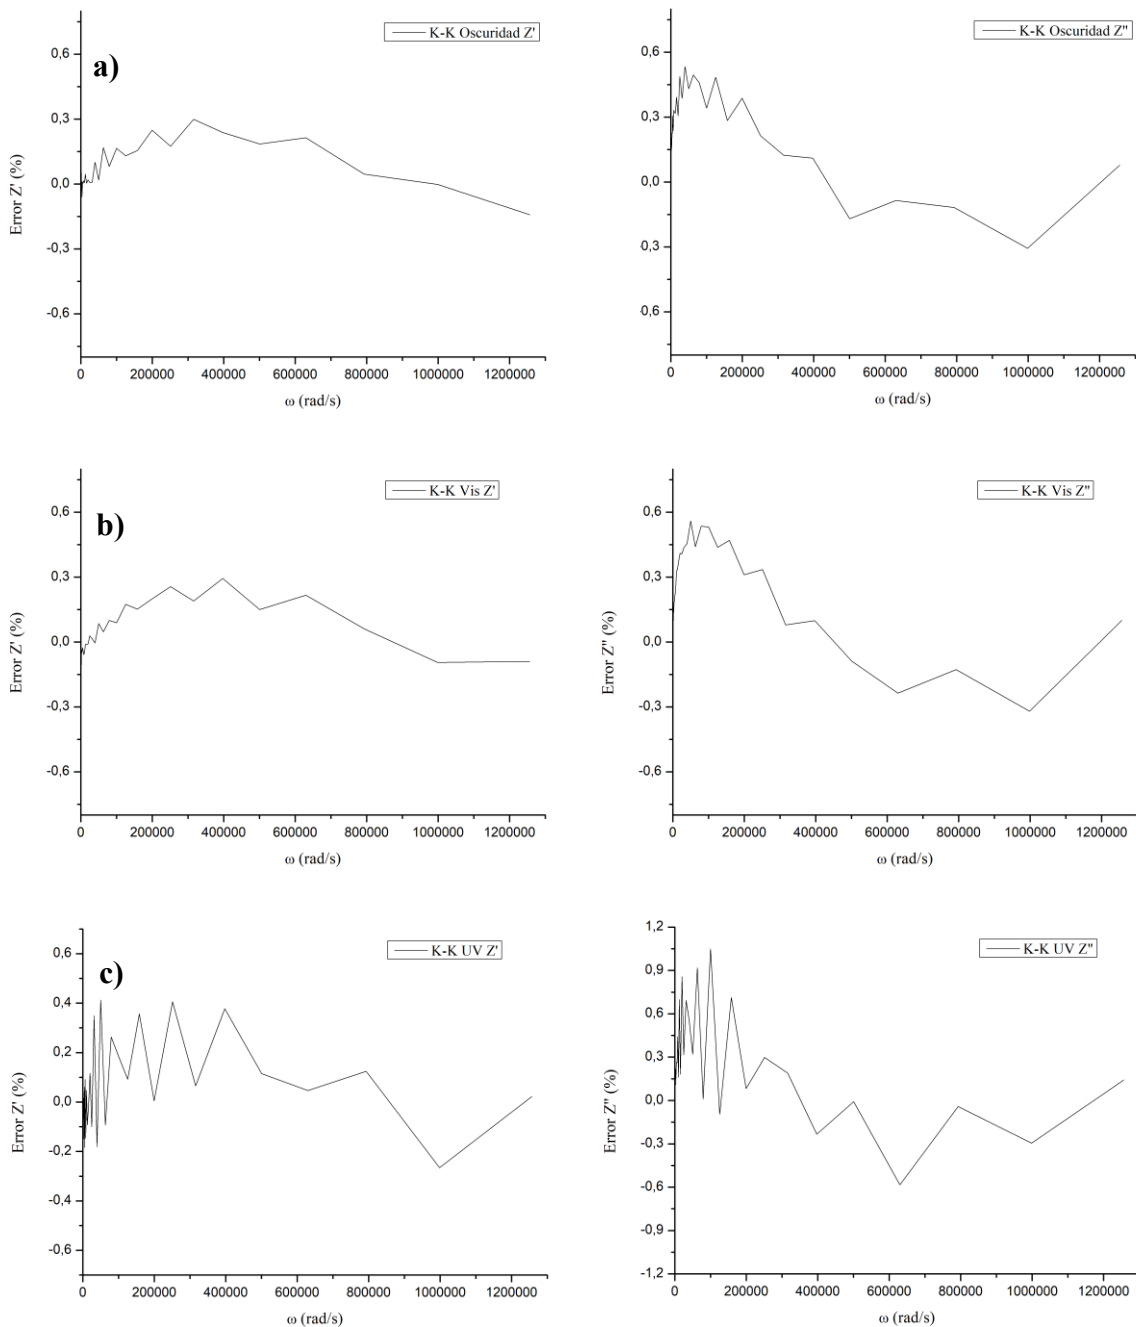 K-K Oscuridad Z'
a)
0,6
0,3
0,0
-0,3
-0,6
Error Z' (%)
0 200000 400000 600000 800000 1000000 1200000
ω (rad/s)
K-K Oscuridad Z"
0,6
0,3
0,0
-0,3
-0,6
Error Z" (%)
0 200000 400000 600000 800000 1000000 1200000
ω (rad/s)
K-K Vis Z'
b)
0,6
0,3
0,0
-0,3
-0,6
Error Z' (%)
0 200000 400000 600000 800000 1000000 1200000
ω (rad/s)
K-K Vis Z"
0,6
0,3
0,0
-0,3
-0,6
Error Z" (%)
0 200000 400000 600000 800000 1000000 1200000
ω (rad/s)
K-K UV Z'
c)
0,6
0,4
0,2
0,0
-0,2
-0,4
-0,6
Error Z' (%)
0 200000 400000 600000 800000 1000000 1200000
ω (rad/s)
K-K UV Z"
1,2
0,9
0,6
0,3
0,0
-0,3
-0,6
-0,9
-1,2
Error Z" (%)
0 200000 400000 600000 800000 1000000 1200000
ω (rad/s)